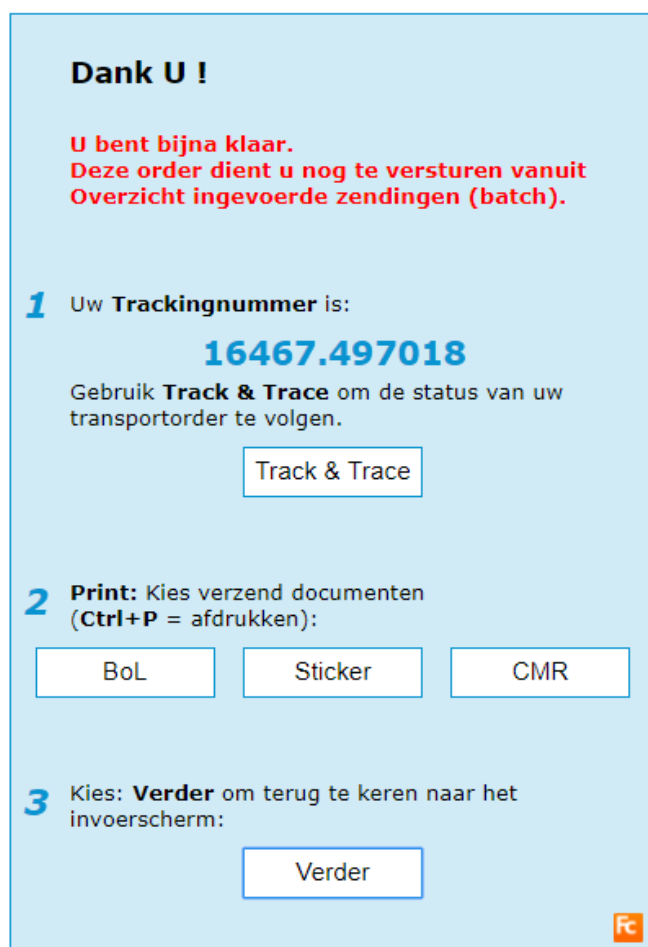 Dank U !
U bent bijna klaar.
Deze order dient u nog te versturen vanuit
Overzicht ingevoerde zendingen (batch).
1 Uw Trackingnummer is:
16467.497018
Gebruik Track & Trace om de status van uw
transportorder te volgen.
Track & Trace
2 Print: Kies verzend documenten
(Ctrl+P = afdrukken):
BoL Sticker CMR
3 Kies: Verder om terug te keren naar het
invoerscherm:
Verder
Fc